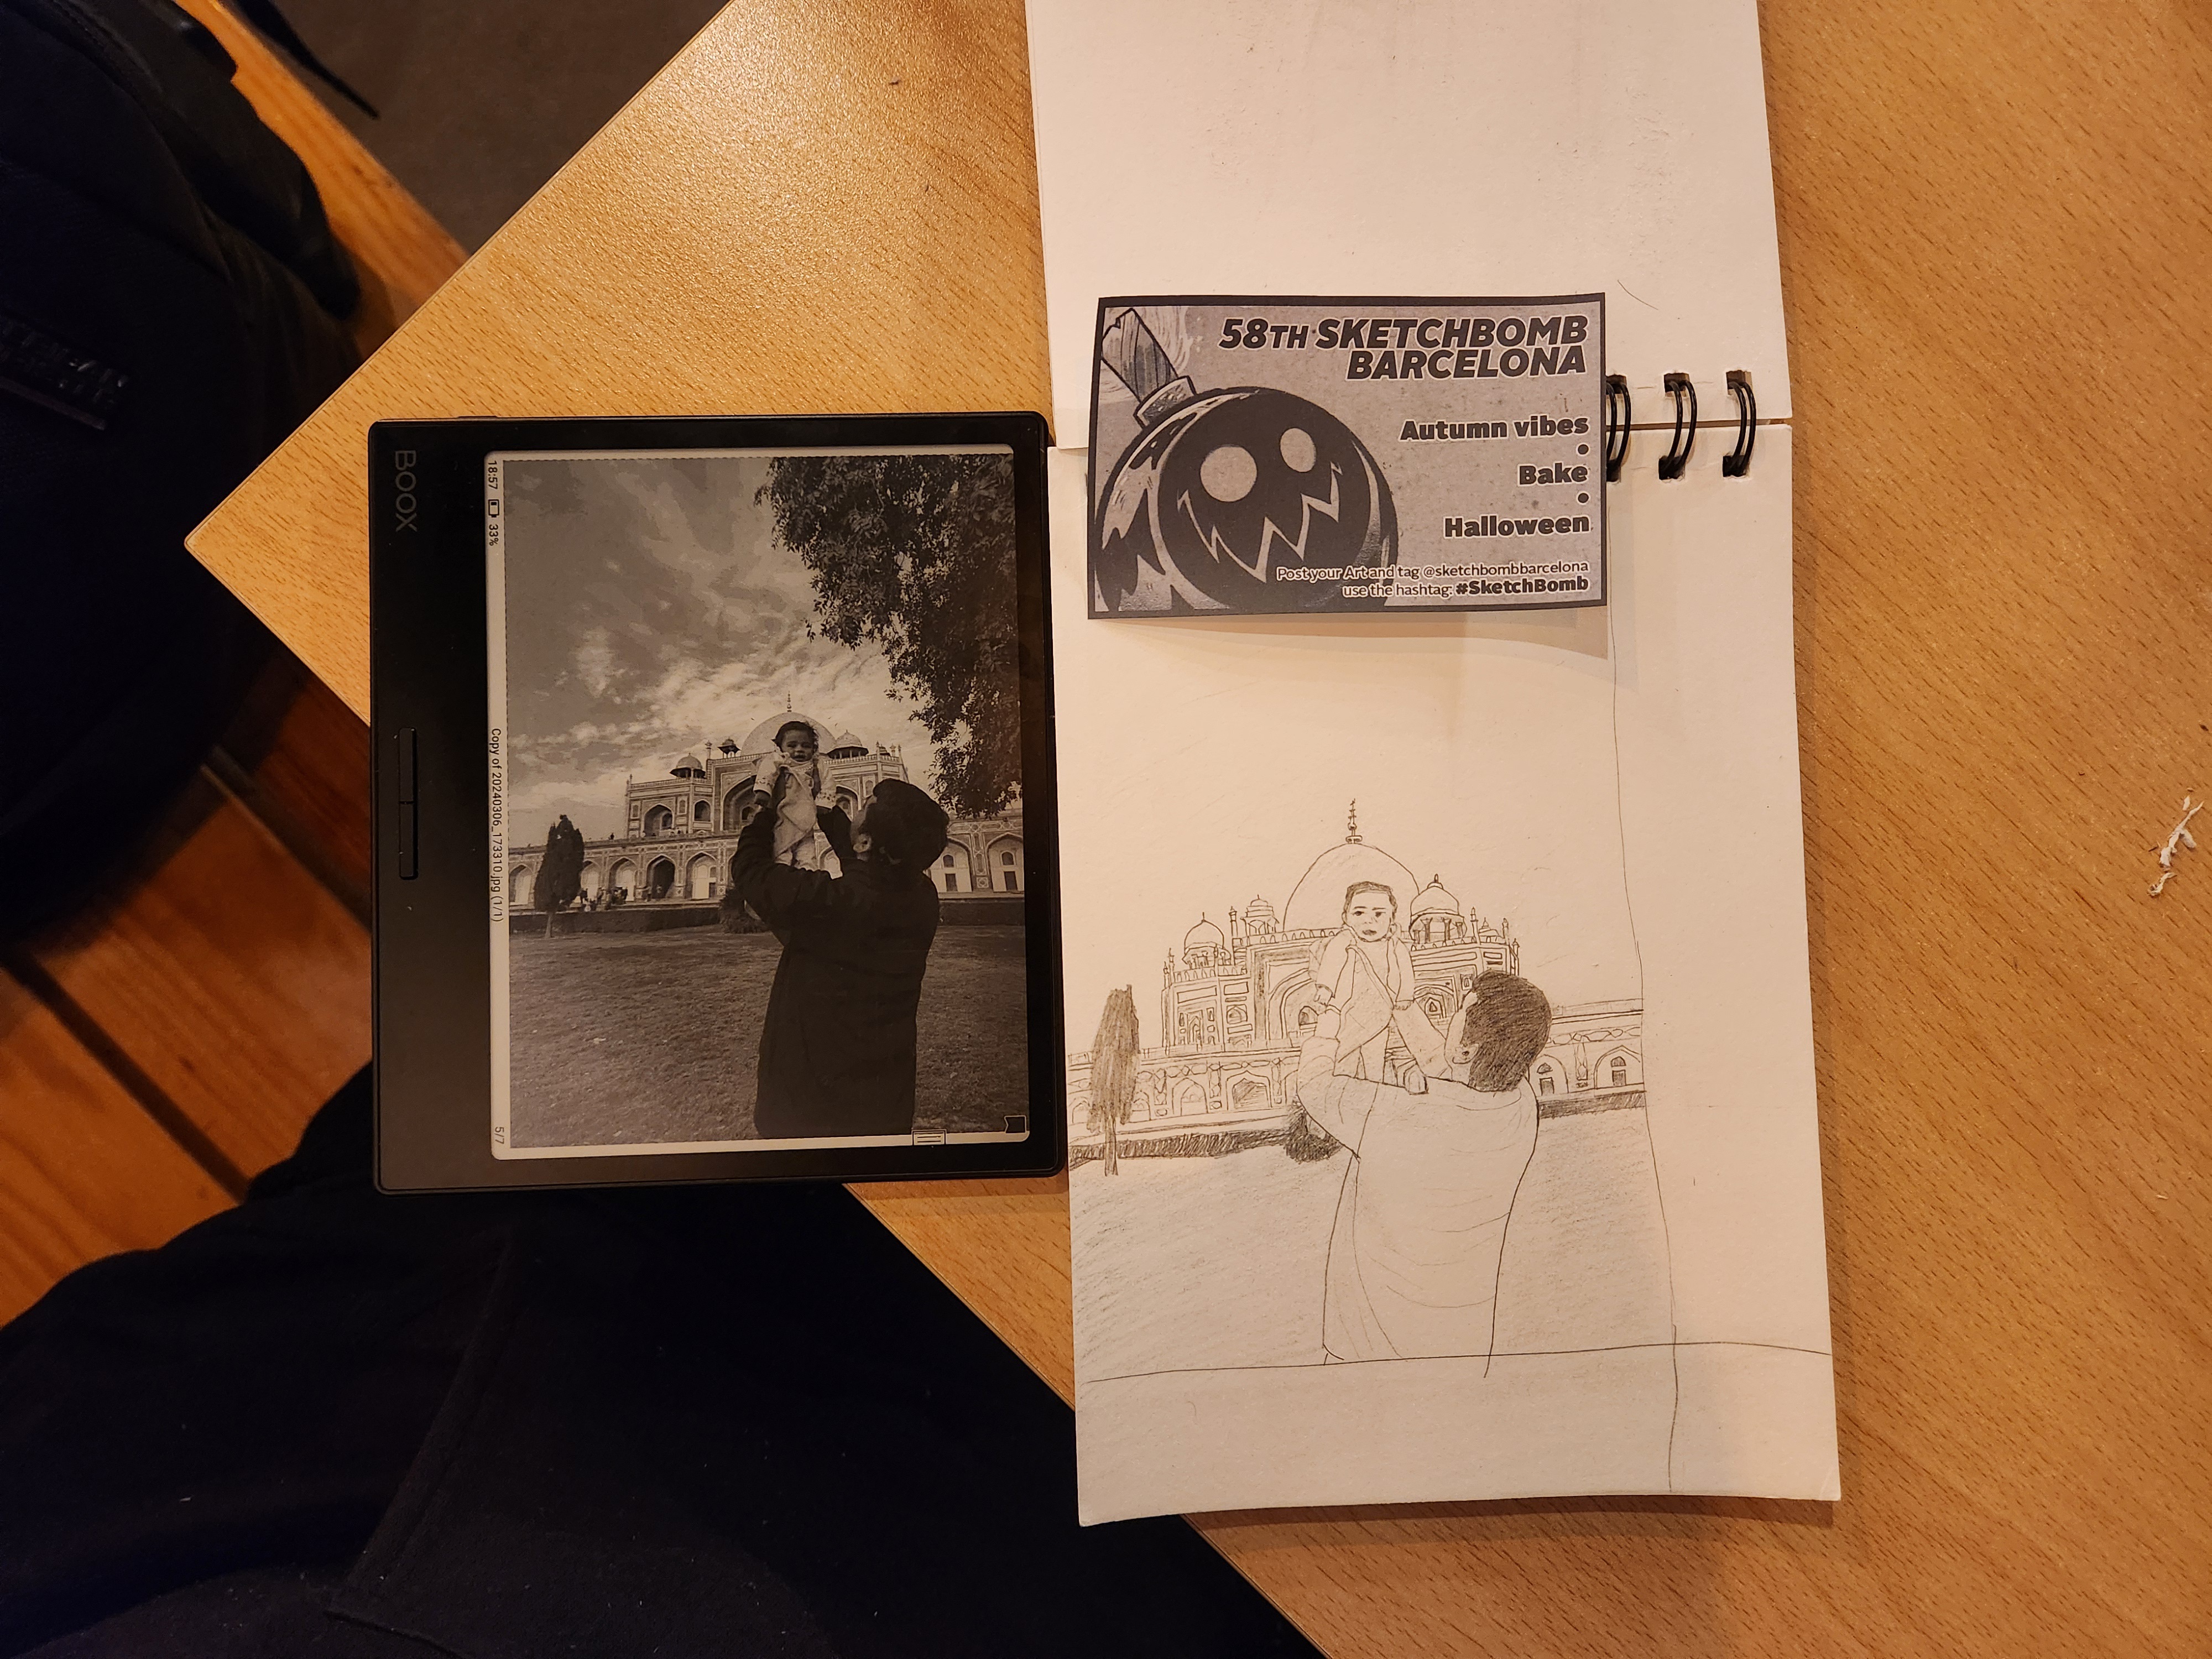 BOOX
18:57 33%
Copy of 20240306_173310.jpg (1/1)
5/7
58TH SKETCHBOMB
BARCELONA
Autumn vibes
•
Bake
•
Halloween
Post your Art and tag @sketchbombbarcelona
use the hashtag: #SketchBomb